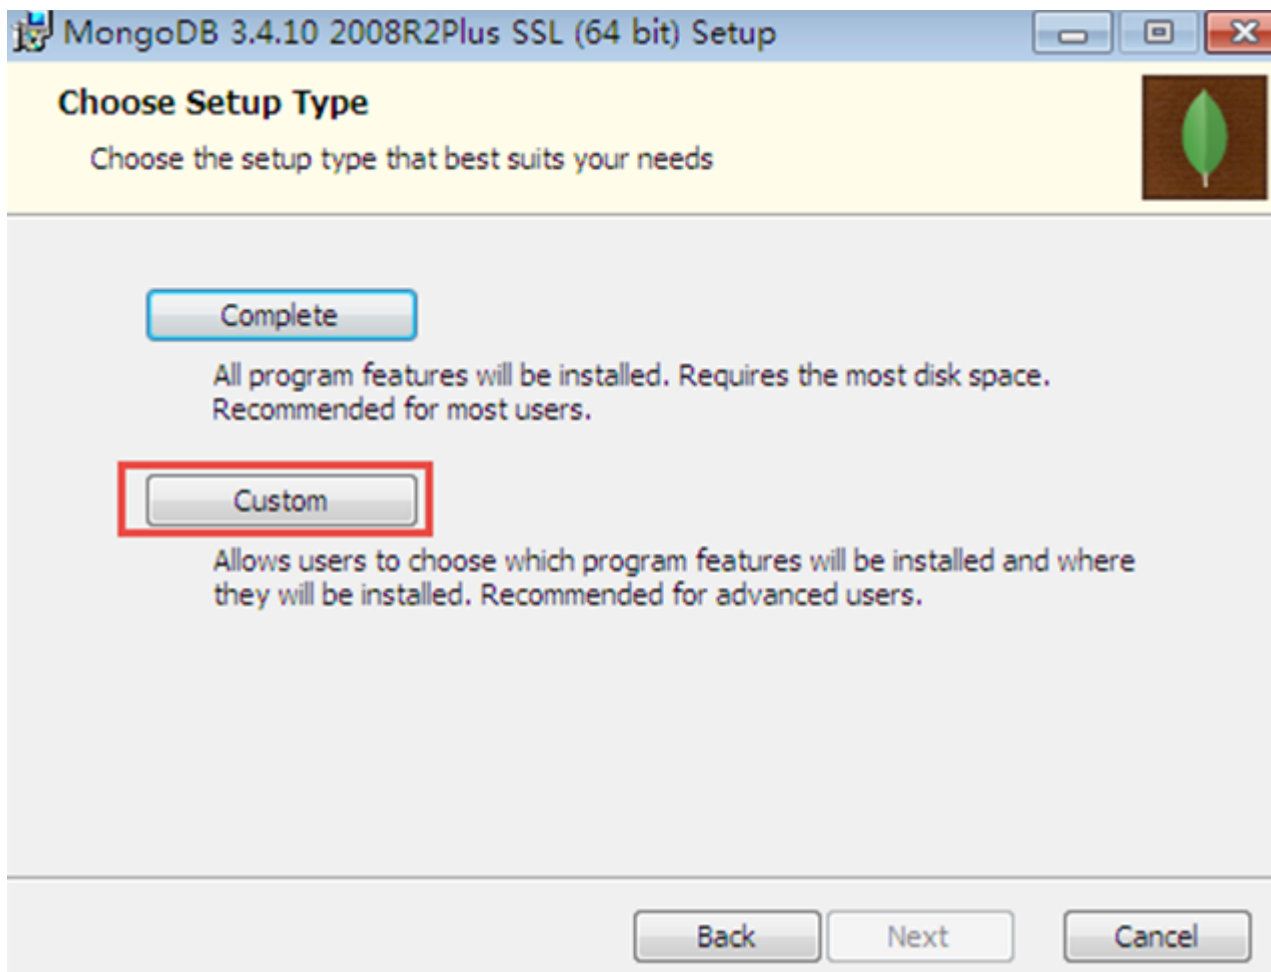 MongoDB 3.4.10 2008R2Plus SSL (64 bit) Setup
Choose Setup Type
Choose the setup type that best suits your needs
Complete
All program features will be installed. Requires the most disk space.
Recommended for most users.
Custom
Allows users to choose which program features will be installed and where
they will be installed. Recommended for advanced users.
Back Next Cancel